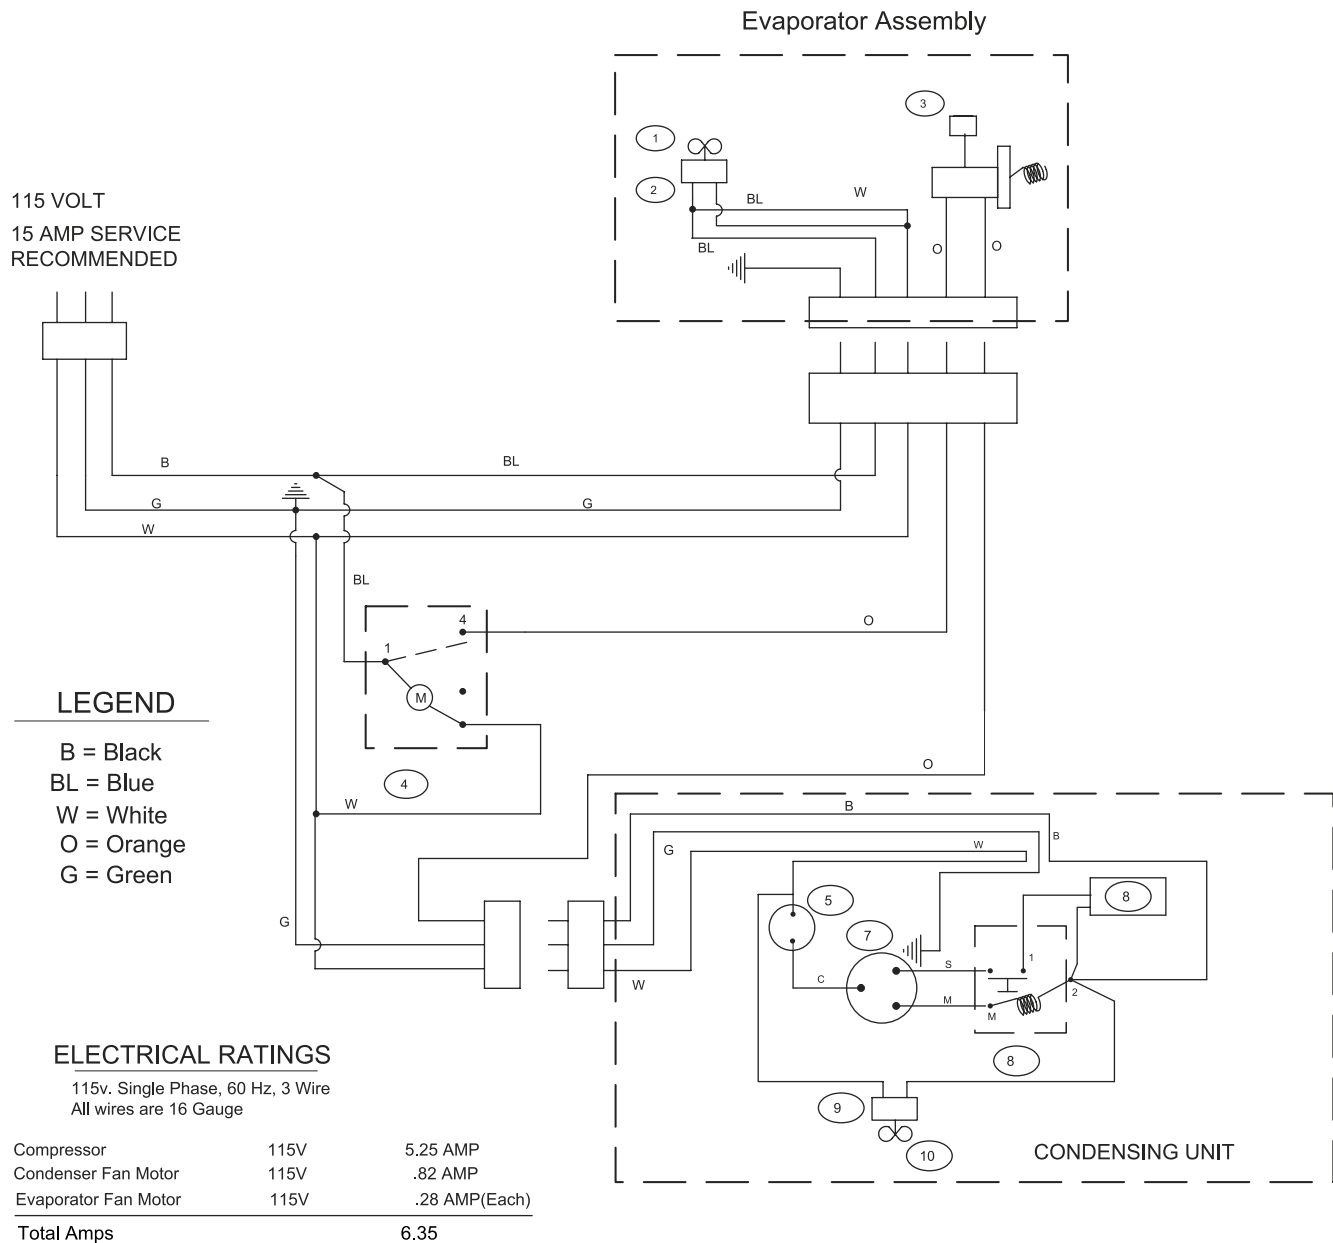 Evaporator Assembly
3
1
2
BL
W
BL
O
O
115 VOLT
15 AMP SERVICE
RECOMMENDED
B
BL
G
G
W
BL
4
O
1
M
4
W
O
LEGEND
B = Black
BL = Blue
W = White
O = Orange
G = Green
G
B
B
G
W
5
8
7
S
1
C
M
M
2
W
8
9
10
CONDENSING UNIT
ELECTRICAL RATINGS
115v. Single Phase, 60 Hz, 3 Wire
All wires are 16 Gauge
Compressor 115V 5.25 AMP
Condenser Fan Motor 115V .82 AMP
Evaporator Fan Motor 115V .28 AMP(Each)
Total Amps 6.35